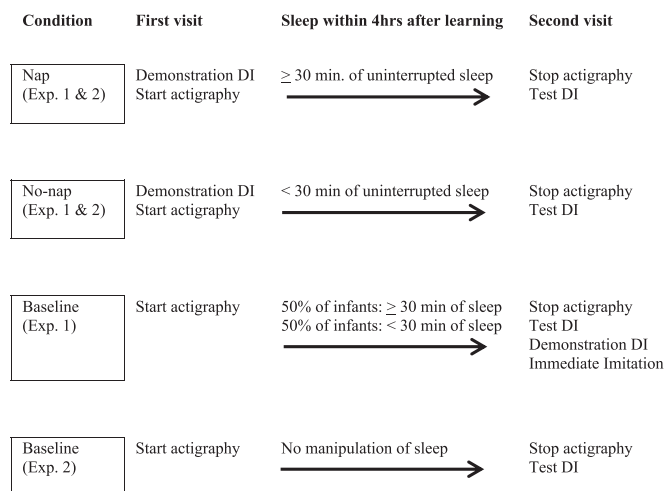 Condition First visit Sleep within 4hrs after learning Second visit
Nap Demonstration DI ≥ 30 min. of uninterrupted sleep Stop actigraphy
(Exp. 1 & 2) Start actigraphy Test DI
No-nap Demonstration DI < 30 min of uninterrupted sleep Stop actigraphy
(Exp. 1 & 2) Start actigraphy Test DI
Baseline Start actigraphy 50% of infants: ≥ 30 min of sleep Stop actigraphy
(Exp. 1) 50% of infants: < 30 min of sleep Test DI
Demonstration DI
Immediate Imitation
Baseline Start actigraphy No manipulation of sleep Stop actigraphy
(Exp. 2) Test DI